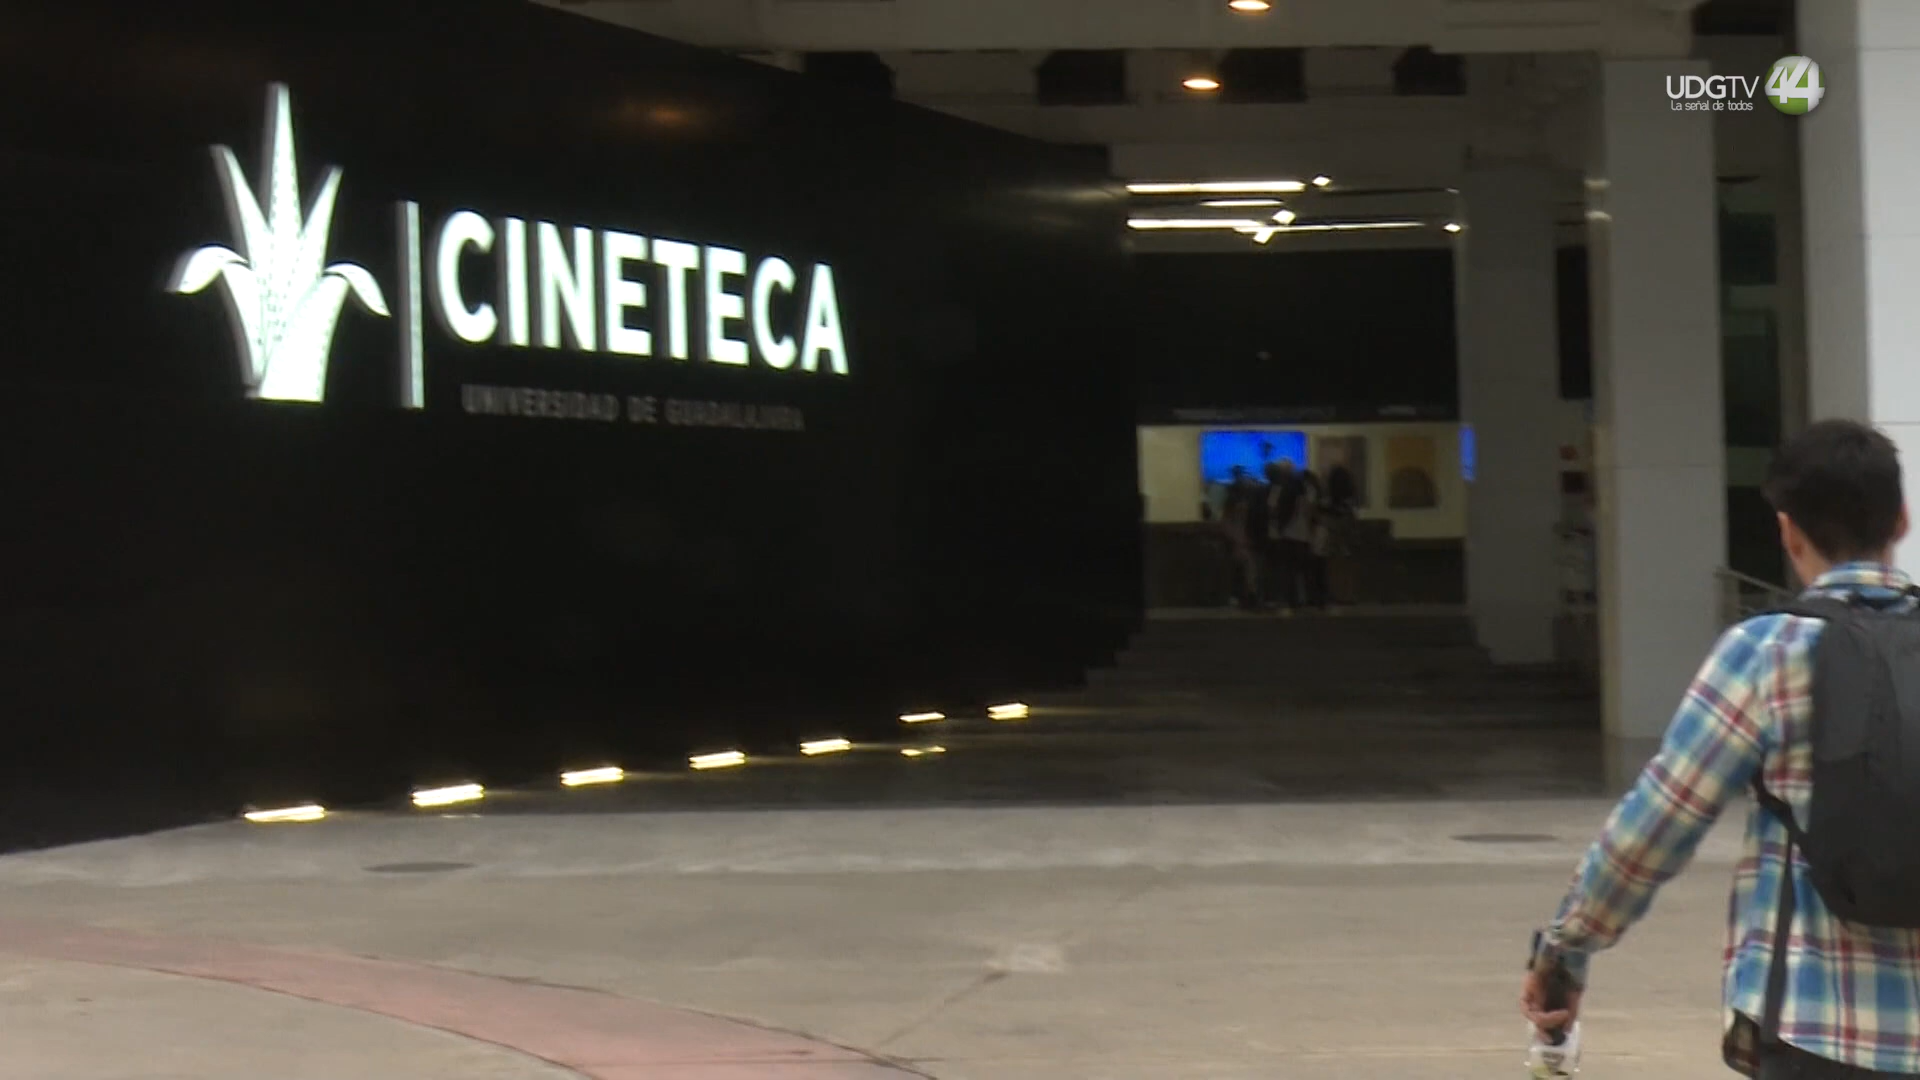 UDGTV 44
La señal de todos
CINETECA
UNIVERSIDAD DE GUADALAJARA